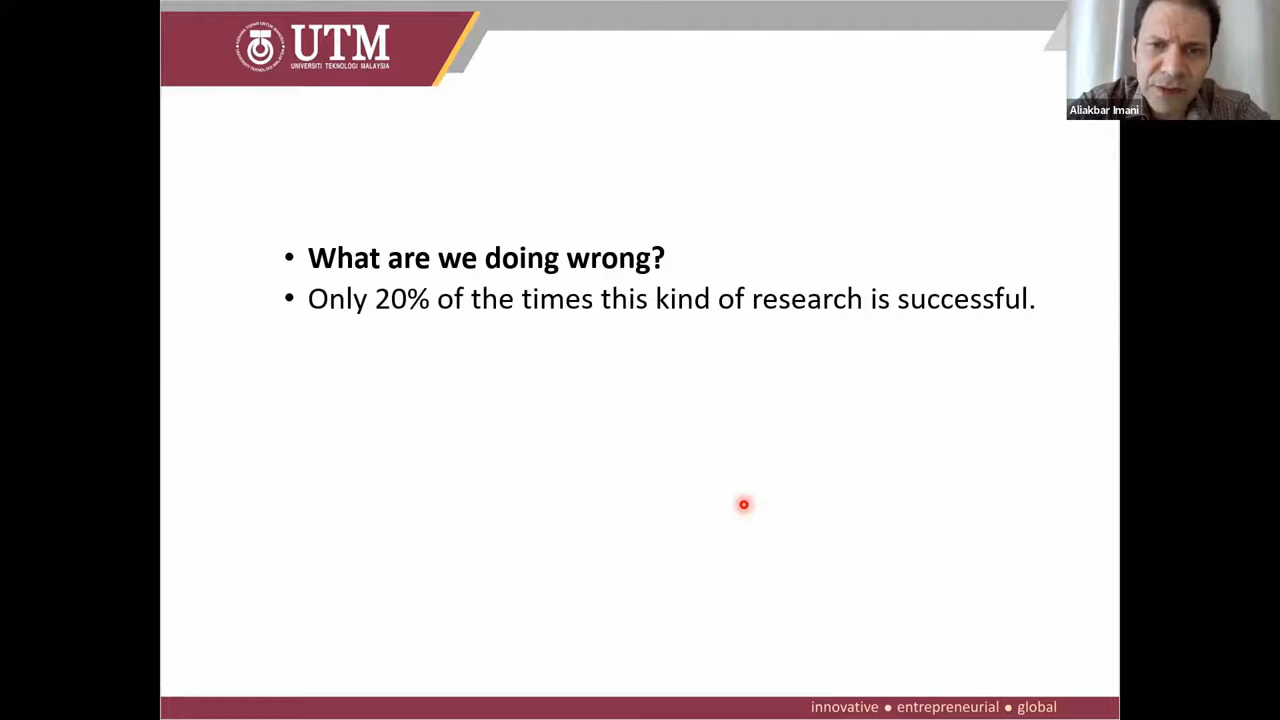 UTM
UNIVERSITI TEKNOLOGI MALAYSIA
Aliakbar Imani
• What are we doing wrong?
• Only 20% of the times this kind of research is successful.
innovative ● entrepreneurial ● global